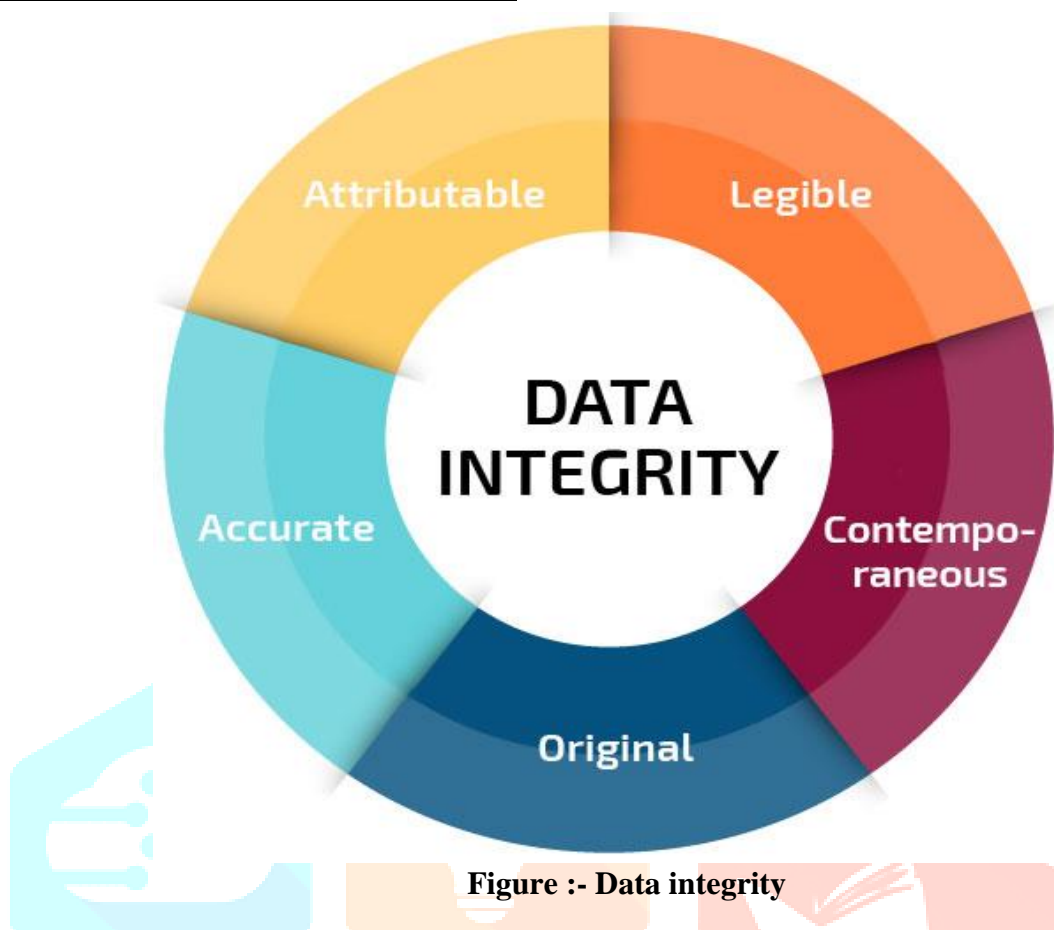 Attributable
Legible
DATA
INTEGRITY
Accurate
Contempo-
raneous
Original
Figure :- Data integrity